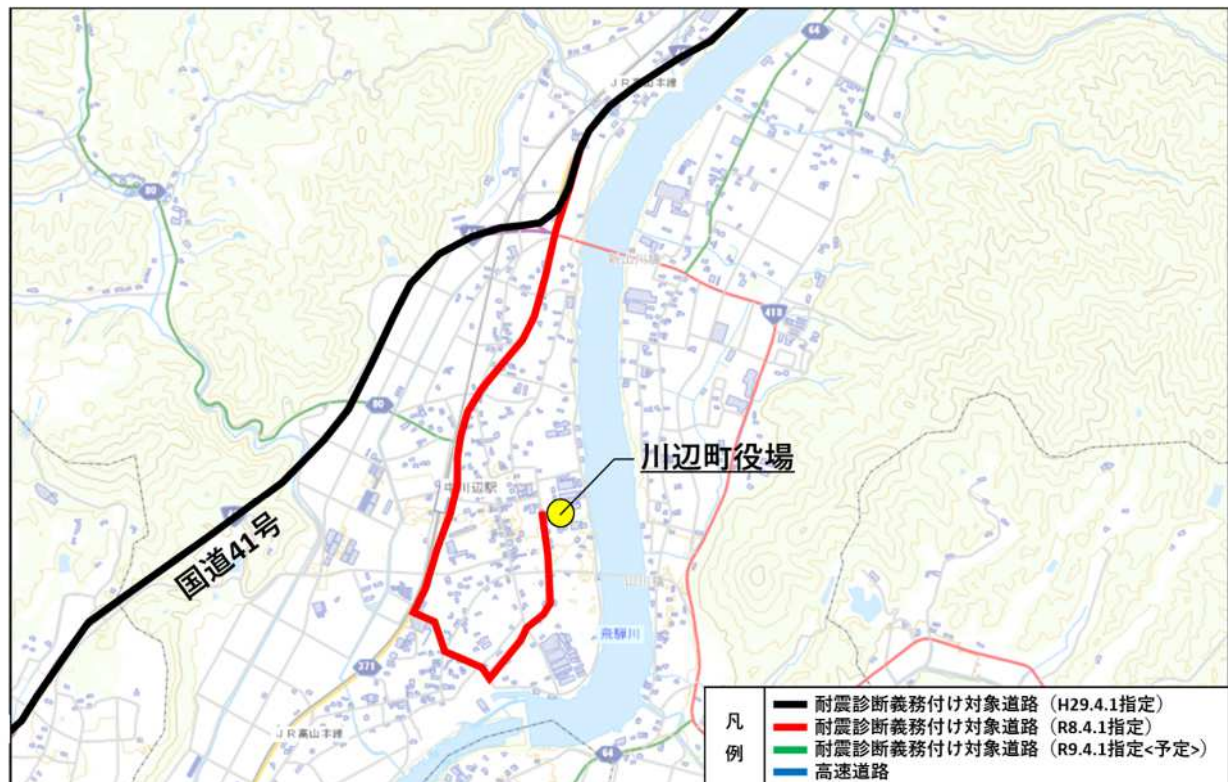 64
JR高山本線
80
418
80
川辺町役場
中川辺駅
国道41号
飛騨川
371
JR高山本線
64
凡例
耐震診断義務付け対象道路（H29.4.1指定）
耐震診断義務付け対象道路（R8.4.1指定）
耐震診断義務付け対象道路（R9.4.1指定<予定>）
高速道路